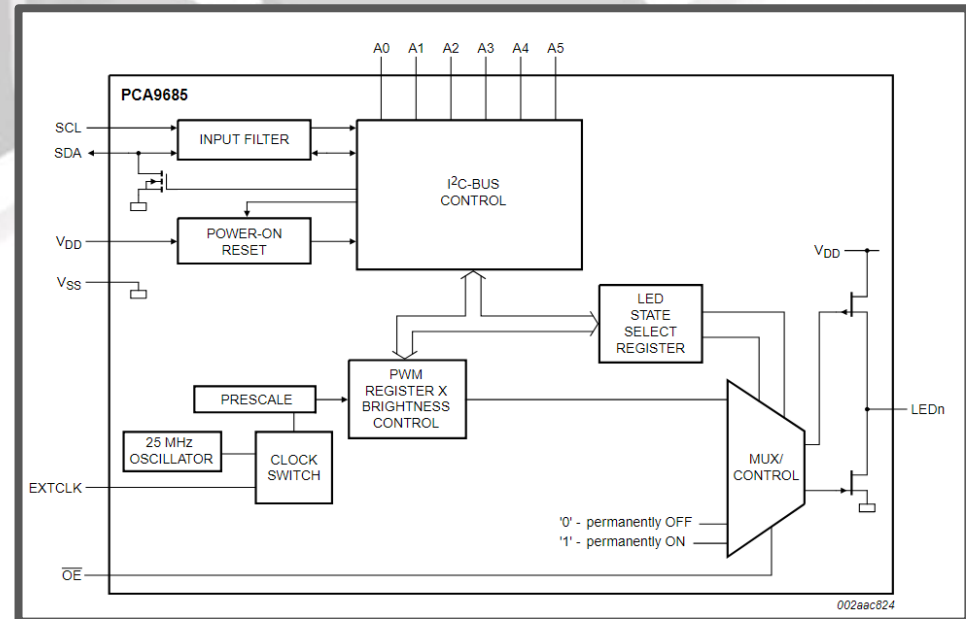 A0 A1 A2 A3 A4 A5
PCA9685
SCL
SDA
INPUT FILTER
I²C-BUS
CONTROL
POWER-ON
RESET
VDD
VSS
VDD
LED
STATE
SELECT
REGISTER
PWM
REGISTER X
BRIGHTNESS
CONTROL
PRESCALE
25 MHz
OSCILLATOR
CLOCK
SWITCH
EXTCLK
MUX/
CONTROL
LEDn
'0' - permanently OFF
'1' - permanently ON
O̅E̅
002aac824